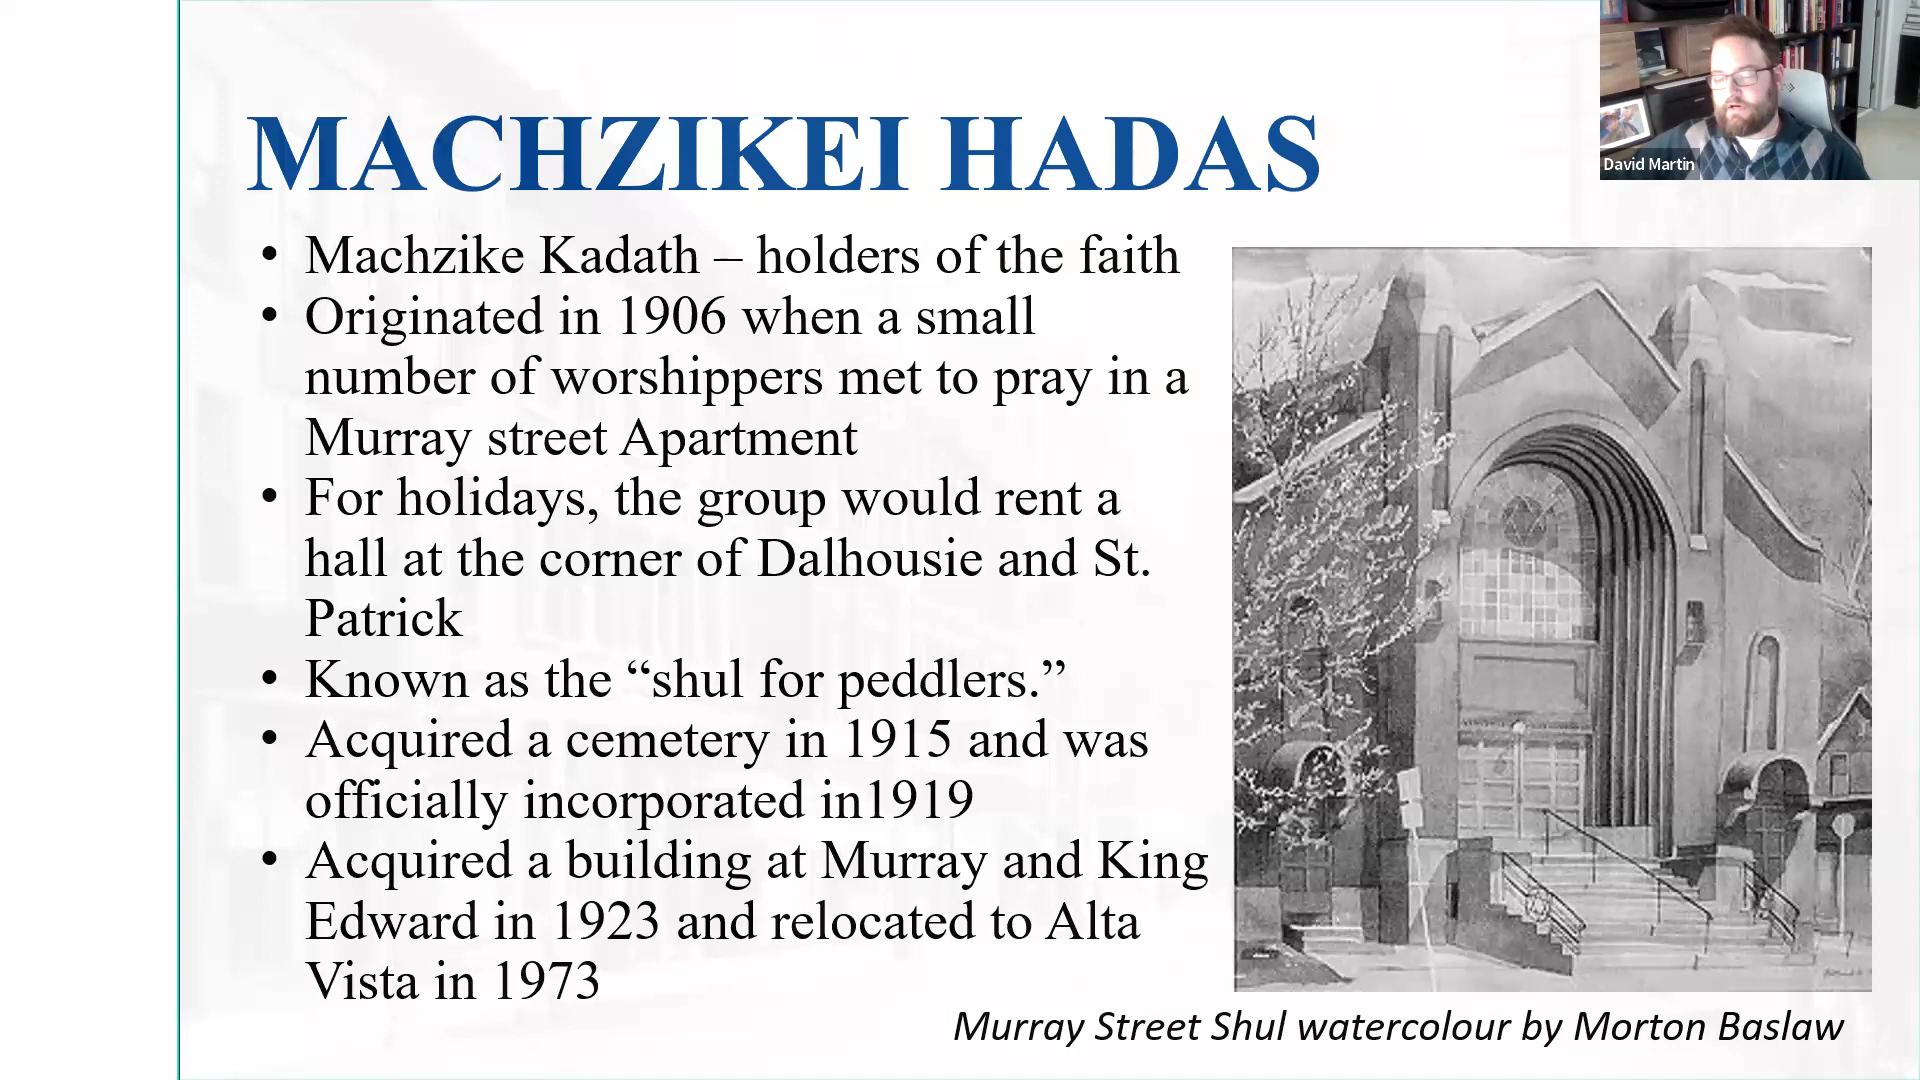 MACHZIKEI HADAS
David Martin
• Machzike Kadath – holders of the faith
• Originated in 1906 when a small
number of worshippers met to pray in a
Murray street Apartment
• For holidays, the group would rent a
hall at the corner of Dalhousie and St.
Patrick
• Known as the “shul for peddlers.”
• Acquired a cemetery in 1915 and was
officially incorporated in1919
• Acquired a building at Murray and King
Edward in 1923 and relocated to Alta
Vista in 1973
Murray Street Shul watercolour by Morton Baslaw